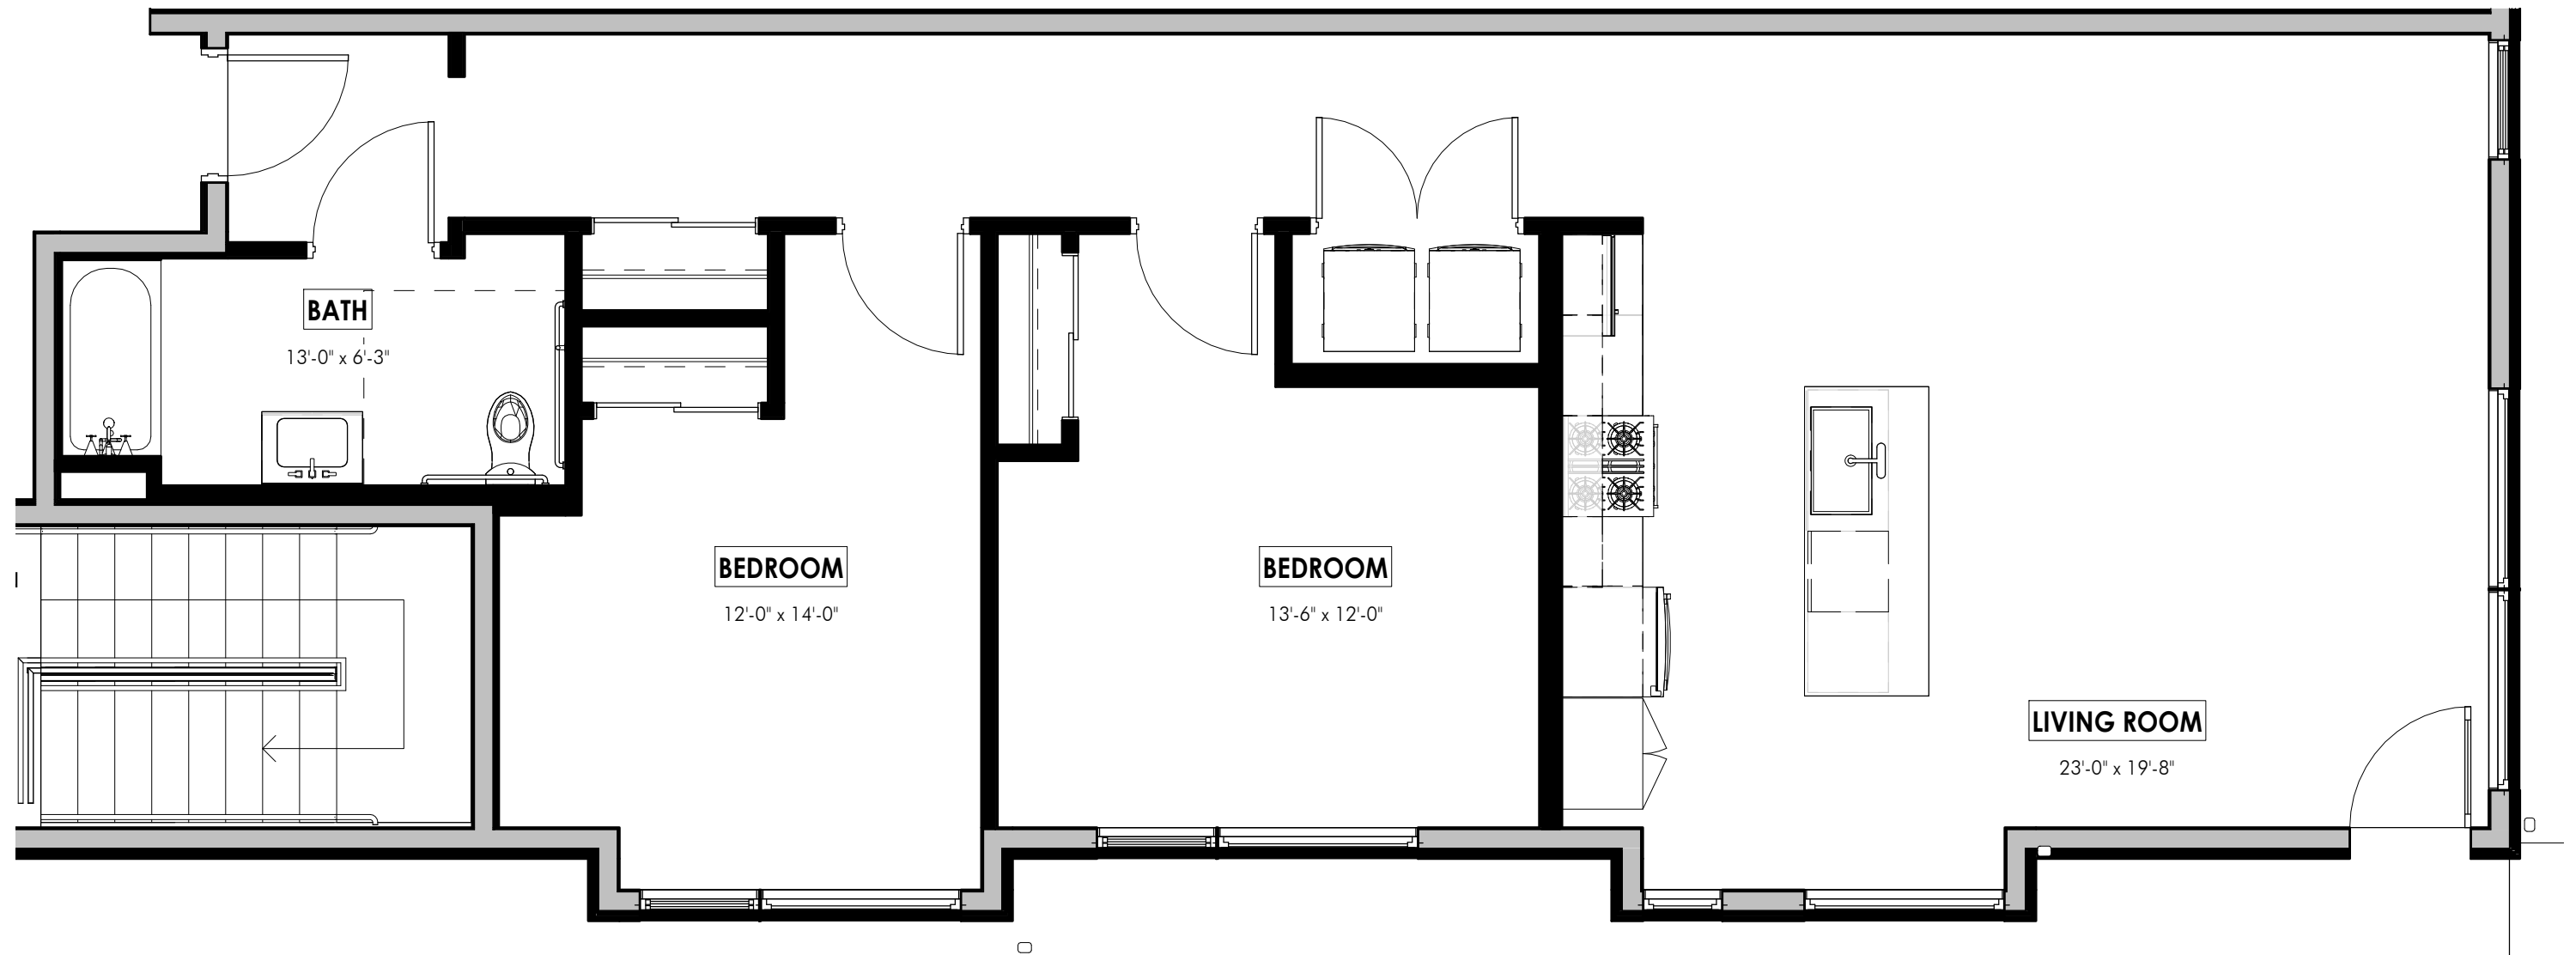 BATH
13'-0" x 6'-3"
BEDROOM
12'-0" x 14'-0"
BEDROOM
13'-6" x 12'-0"
LIVING ROOM
23'-0" x 19'-8"